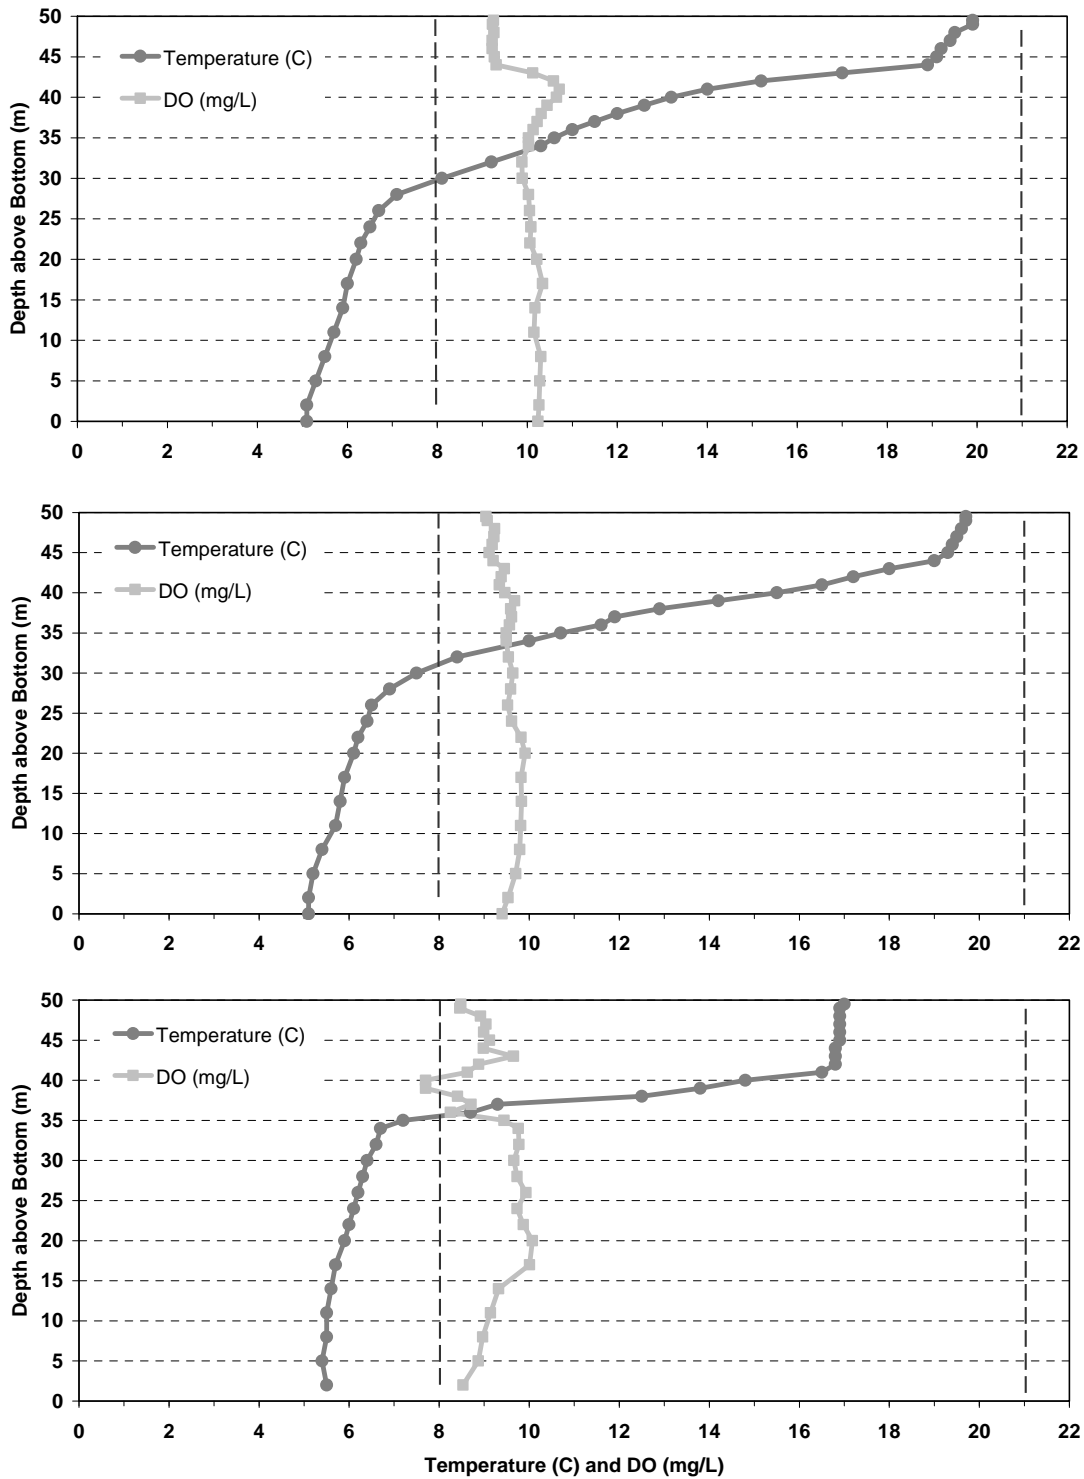 50
45
40
35
30
25
20
15
10
5
0
Depth above Bottom (m)
Temperature (C)
DO (mg/L)
0 2 4 6 8 10 12 14 16 18 20 22
50
45
40
35
30
25
20
15
10
5
0
Depth above Bottom (m)
Temperature (C)
DO (mg/L)
0 2 4 6 8 10 12 14 16 18 20 22
50
45
40
35
30
25
20
15
10
5
0
Depth above Bottom (m)
Temperature (C)
DO (mg/L)
0 2 4 6 8 10 12 14 16 18 20 22
Temperature (C) and DO (mg/L)